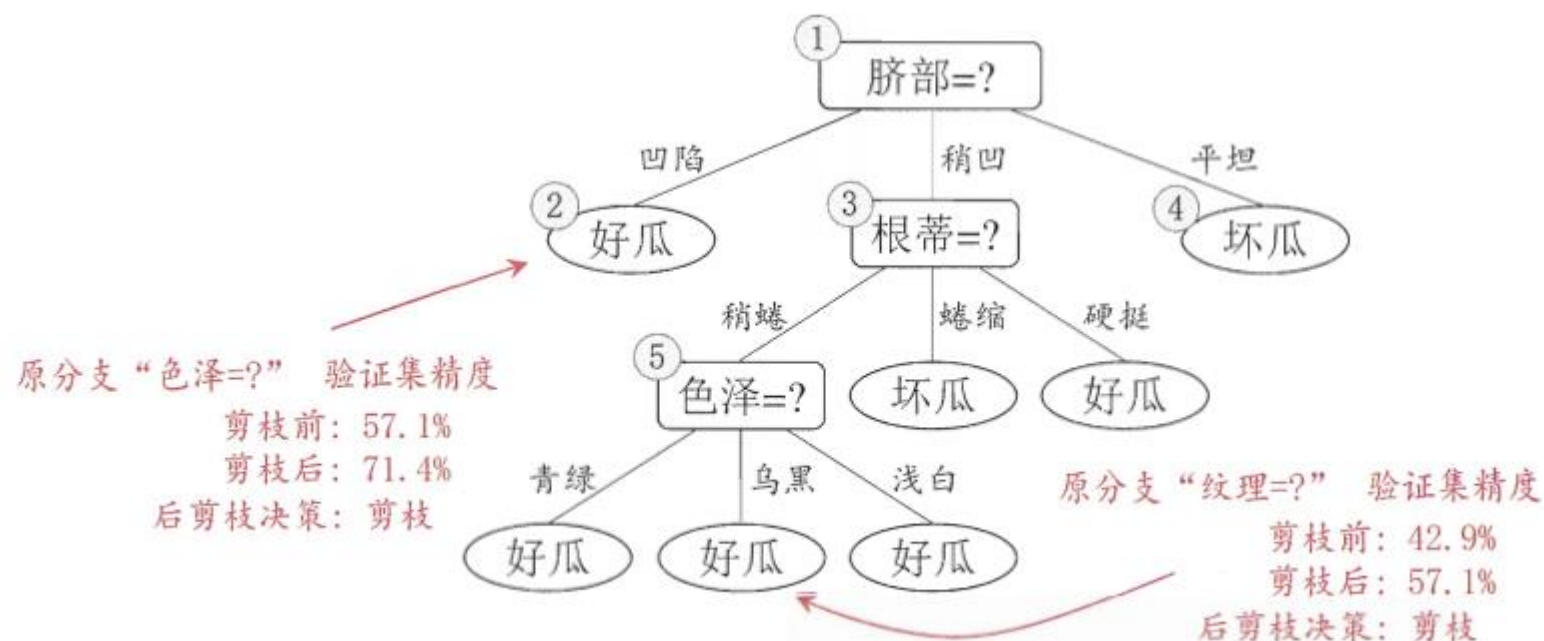 1
脐部=?
凹陷
稍凹
平坦
2
好瓜
3
根蒂=?
4
坏瓜
稍蜷
蜷缩
硬挺
5
色泽=?
坏瓜
好瓜
青绿
乌黑
浅白
好瓜
好瓜
好瓜
原分支“色泽=?” 验证集精度
剪枝前: 57.1%
剪枝后: 71.4%
后剪枝决策: 剪枝
原分支“纹理=?” 验证集精度
剪枝前: 42.9%
剪枝后: 57.1%
后剪枝决策: 剪枝